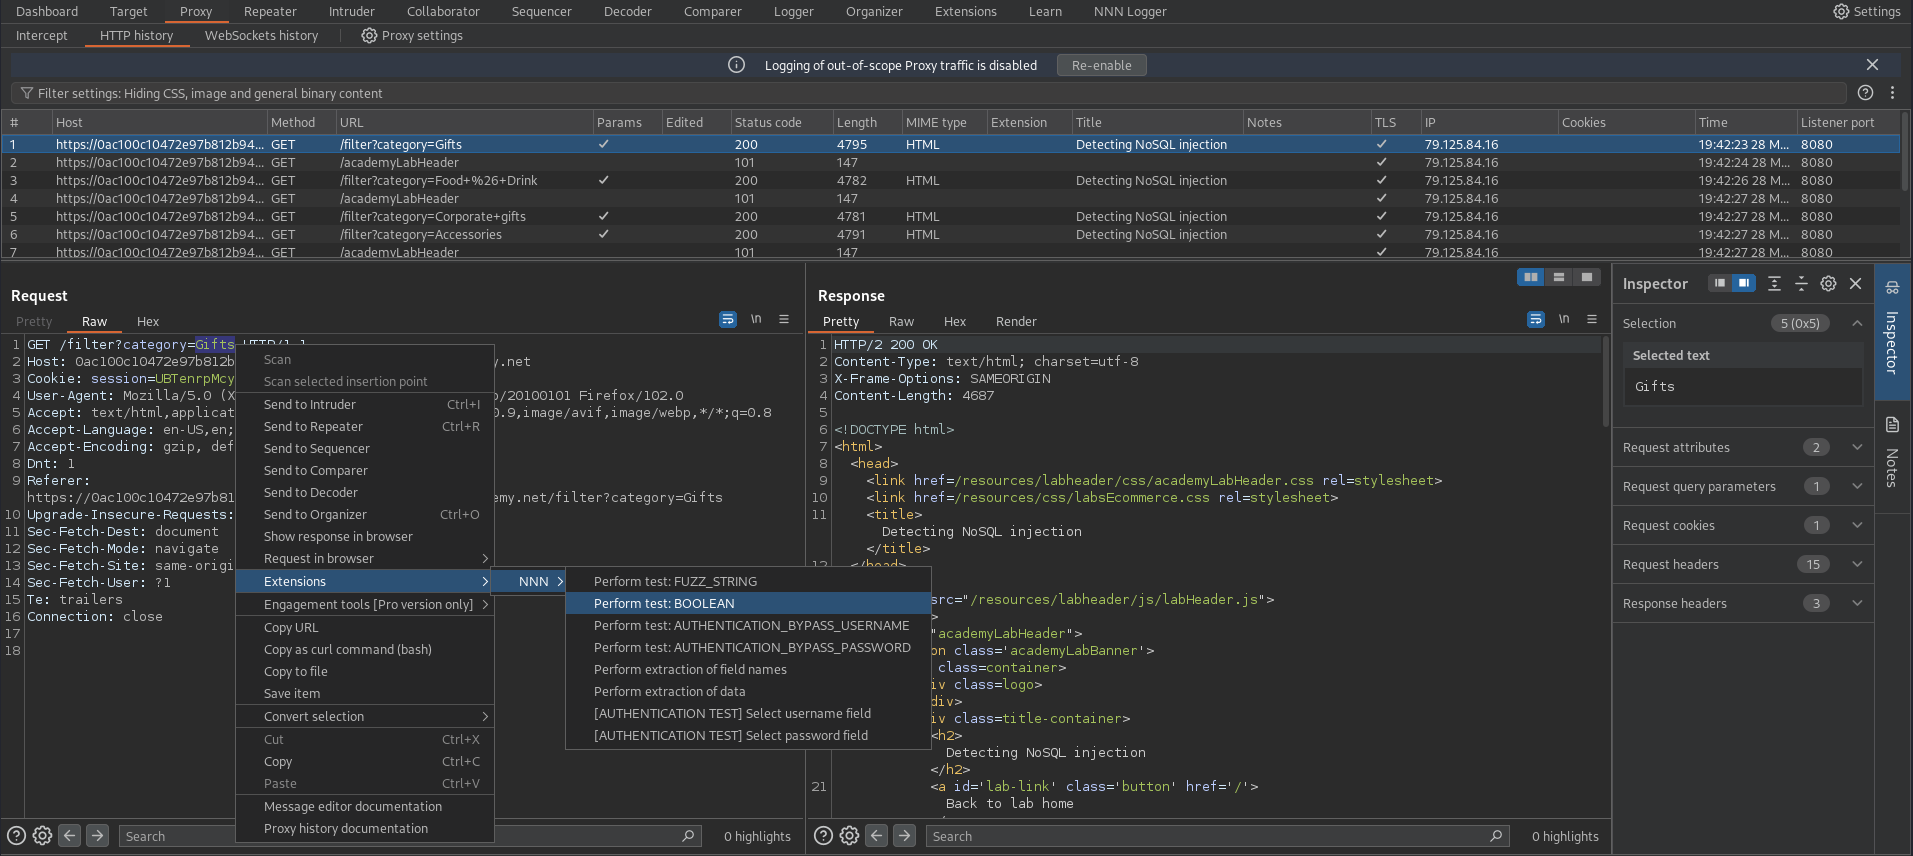 Dashboard Target Proxy Repeater Intruder Collaborator Sequencer Decoder Comparer Logger Organizer Extensions Learn NNN Logger Settings
Intercept HTTP history WebSockets history Proxy settings
Logging of out-of-scope Proxy traffic is disabled Re-enable
Filter settings: Hiding CSS, image and general binary content
# Host Method URL Params Edited Status code Length MIME type Extension Title Notes TLS IP Cookies Time Listener port
1 https://0ac100c10472e97b812b94... GET /filter?category=Gifts ✓ 200 4795 HTML Detecting NoSQL injection ✓ 79.125.84.16 19:42:23 28 M... 8080
2 https://0ac100c10472e97b812b94... GET /academyLabHeader 101 147 ✓ 79.125.84.16 19:42:24 28 M... 8080
3 https://0ac100c10472e97b812b94... GET /filter?category=Food+%26+Drink ✓ 200 4782 HTML Detecting NoSQL injection ✓ 79.125.84.16 19:42:26 28 M... 8080
4 https://0ac100c10472e97b812b94... GET /academyLabHeader 101 147 ✓ 79.125.84.16 19:42:27 28 M... 8080
5 https://0ac100c10472e97b812b94... GET /filter?category=Corporate+gifts ✓ 200 4781 HTML Detecting NoSQL injection ✓ 79.125.84.16 19:42:27 28 M... 8080
6 https://0ac100c10472e97b812b94... GET /filter?category=Accessories ✓ 200 4791 HTML Detecting NoSQL injection ✓ 79.125.84.16 19:42:27 28 M... 8080
7 https://0ac100c10472e97b812b94... GET /academyLabHeader 101 147 ✓ 79.125.84.16 19:42:27 28 M... 8080
Request
Pretty Raw Hex \n
1 GET /filter?category=Gifts
2 Host: 0ac100c10472e97b812b .net
3 Cookie: session=UBTenrpMcy
4 User-Agent: Mozilla/5.0 (X /20100101 Firefox/102.0
5 Accept: text/html,applicat 0.9,image/avif,image/webp,*/*;q=0.8
6 Accept-Language: en-US,en;
7 Accept-Encoding: gzip, def
8 Dnt: 1
9 Referer:
https://0ac100c10472e97b81 emy.net/filter?category=Gifts
10 Upgrade-Insecure-Requests:
11 Sec-Fetch-Dest: document
12 Sec-Fetch-Mode: navigate
13 Sec-Fetch-Site: same-origi
14 Sec-Fetch-User: ?1
15 Te: trailers
16 Connection: close
17
18
Scan
Scan selected insertion point
Send to Intruder Ctrl+I
Send to Repeater Ctrl+R
Send to Sequencer
Send to Comparer
Send to Decoder
Send to Organizer Ctrl+O
Show response in browser
Request in browser
Extensions
Engagement tools [Pro version only]
Copy URL
Copy as curl command (bash)
Copy to file
Save item
Convert selection
Cut Ctrl+X
Copy Ctrl+C
Paste Ctrl+V
Message editor documentation
Proxy history documentation
NNN
Perform test: FUZZ_STRING
Perform test: BOOLEAN
Perform test: AUTHENTICATION_BYPASS_USERNAME
Perform test: AUTHENTICATION_BYPASS_PASSWORD
Perform extraction of field names
Perform extraction of data
[AUTHENTICATION TEST] Select username field
[AUTHENTICATION TEST] Select password field
Search 0 highlights
Response
Pretty Raw Hex Render \n
1 HTTP/2 200 OK
2 Content-Type: text/html; charset=utf-8
3 X-Frame-Options: SAMEORIGIN
4 Content-Length: 4687
5
6 <!DOCTYPE html>
7 <html>
8 <head>
9 <link href=/resources/labheader/css/academyLabHeader.css rel=stylesheet>
10 <link href=/resources/css/labsEcommerce.css rel=stylesheet>
11 <title>
Detecting NoSQL injection
</title>
12 </head>
src="/resources/labheader/js/labHeader.js">
>
"academyLabHeader">
on class='academyLabBanner'>
class=container>
iv class=logo>
div>
iv class=title-container>
<h2>
Detecting NoSQL injection
</h2>
21 <a id='lab-link' class='button' href='/'>
Back to lab home
Search 0 highlights
Inspector
Selection 5 (0x5)
Selected text
Gifts
Request attributes 2
Request query parameters 1
Request cookies 1
Request headers 15
Response headers 3
Inspector
Notes